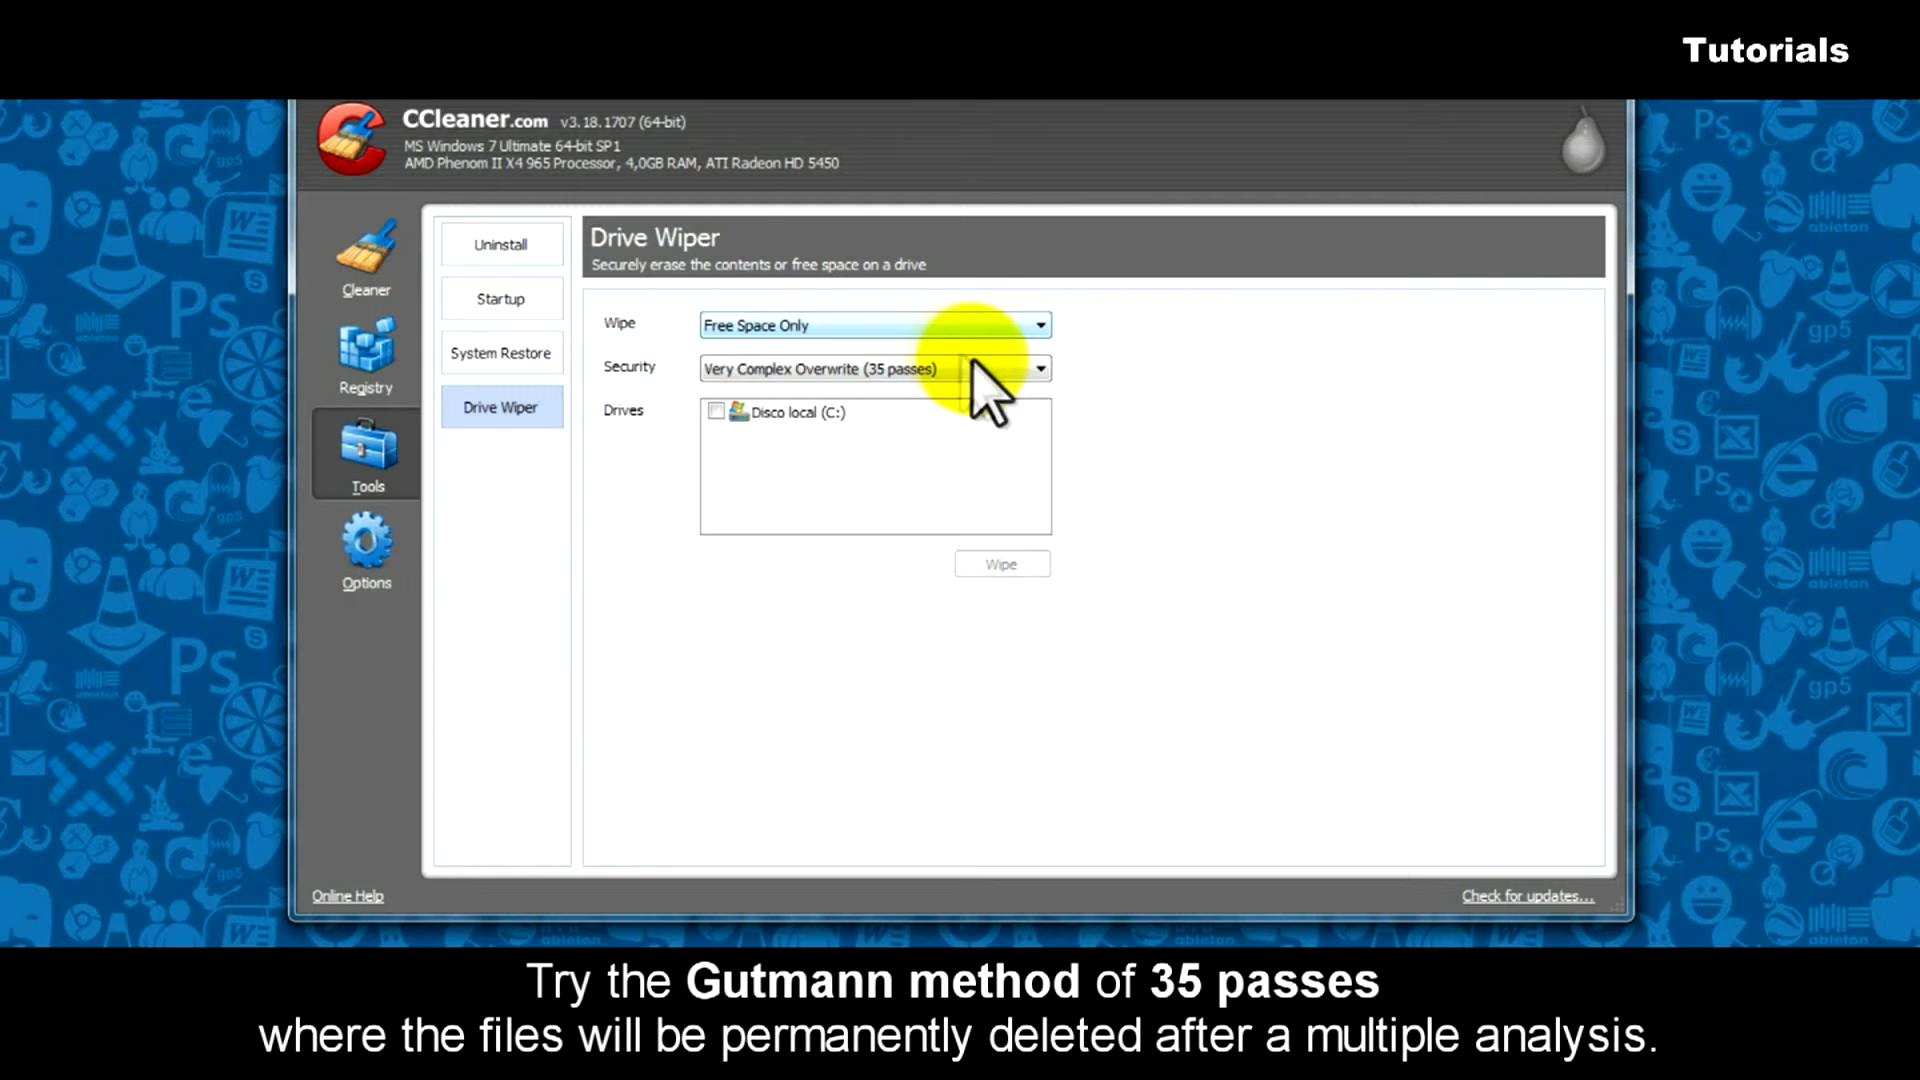 Tutorials
CCleaner.com v3.18.1707 (64-bit)
MS Windows 7 Ultimate 64-bit SP1
AMD Phenom II X4 965 Processor, 4,0GB RAM, ATI Radeon HD 5450
Cleaner
Registry
Tools
Options
Uninstall
Startup
System Restore
Drive Wiper
Drive Wiper
Securely erase the contents or free space on a drive
Wipe
Free Space Only
Security
Very Complex Overwrite (35 passes)
Drives
Disco local (C:)
Wipe
Online Help
Check for updates...
Try the Gutmann method of 35 passes
where the files will be permanently deleted after a multiple analysis.